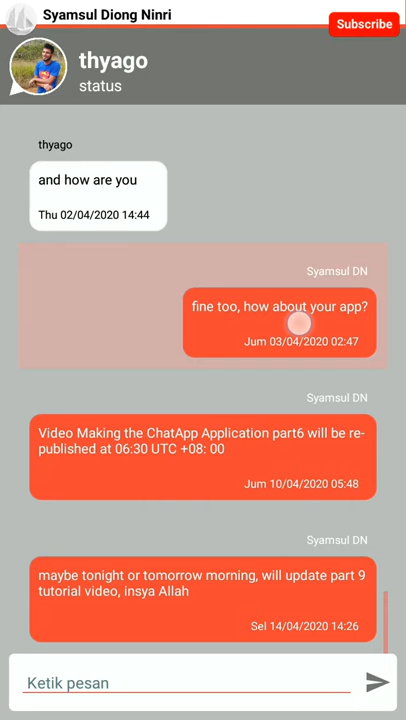 Syamsul Diong Ninri
Subscribe
thyago
status
thyago
and how are you
Thu 02/04/2020 14:44
Syamsul DN
fine too, how about your app?
Jum 03/04/2020 02:47
Syamsul DN
Video Making the ChatApp Application part6 will be re-
published at 06:30 UTC +08: 00
Jum 10/04/2020 05:48
Syamsul DN
maybe tonight or tomorrow morning, will update part 9
tutorial video, insya Allah
Sel 14/04/2020 14:26
Ketik pesan